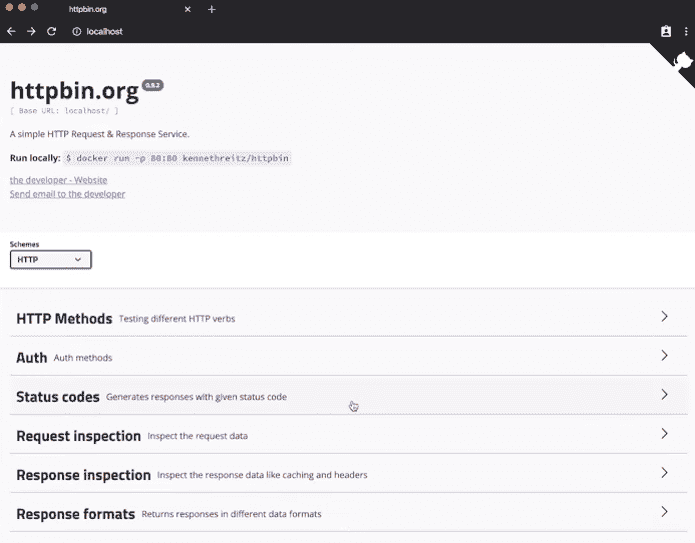 httpbin.org
localhost
httpbin.org 0.9.2
[ Base URL: localhost/ ]
A simple HTTP Request & Response Service.
Run locally: $ docker run -p 80:80 kennethreitz/httpbin
the developer - Website
Send email to the developer
Schemes
HTTP
HTTP Methods Testing different HTTP verbs
Auth Auth methods
Status codes Generates responses with given status code
Request inspection Inspect the request data
Response inspection Inspect the response data like caching and headers
Response formats Returns responses in different data formats